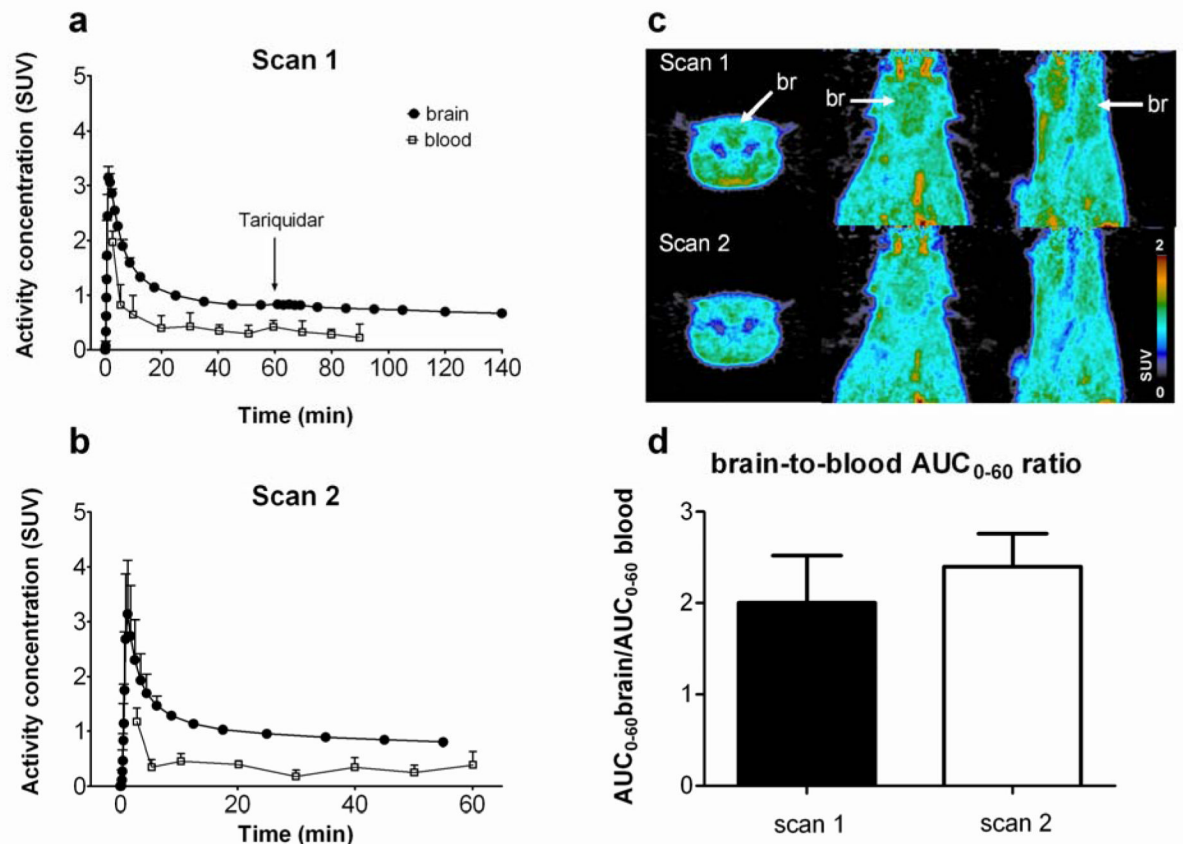 a
Scan 1
Activity concentration (SUV)
5
4
3
2
1
0
brain
blood
Tariquidar
0 20 40 60 80 100 120 140
Time (min)
b
Scan 2
Activity concentration (SUV)
5
4
3
2
1
0
0 20 40 60
Time (min)
c
Scan 1
br
br
br
Scan 2
2
SUV
0
d
brain-to-blood AUC0-60 ratio
AUC0-60brain/AUC0-60 blood
3
2
1
0
scan 1 scan 2